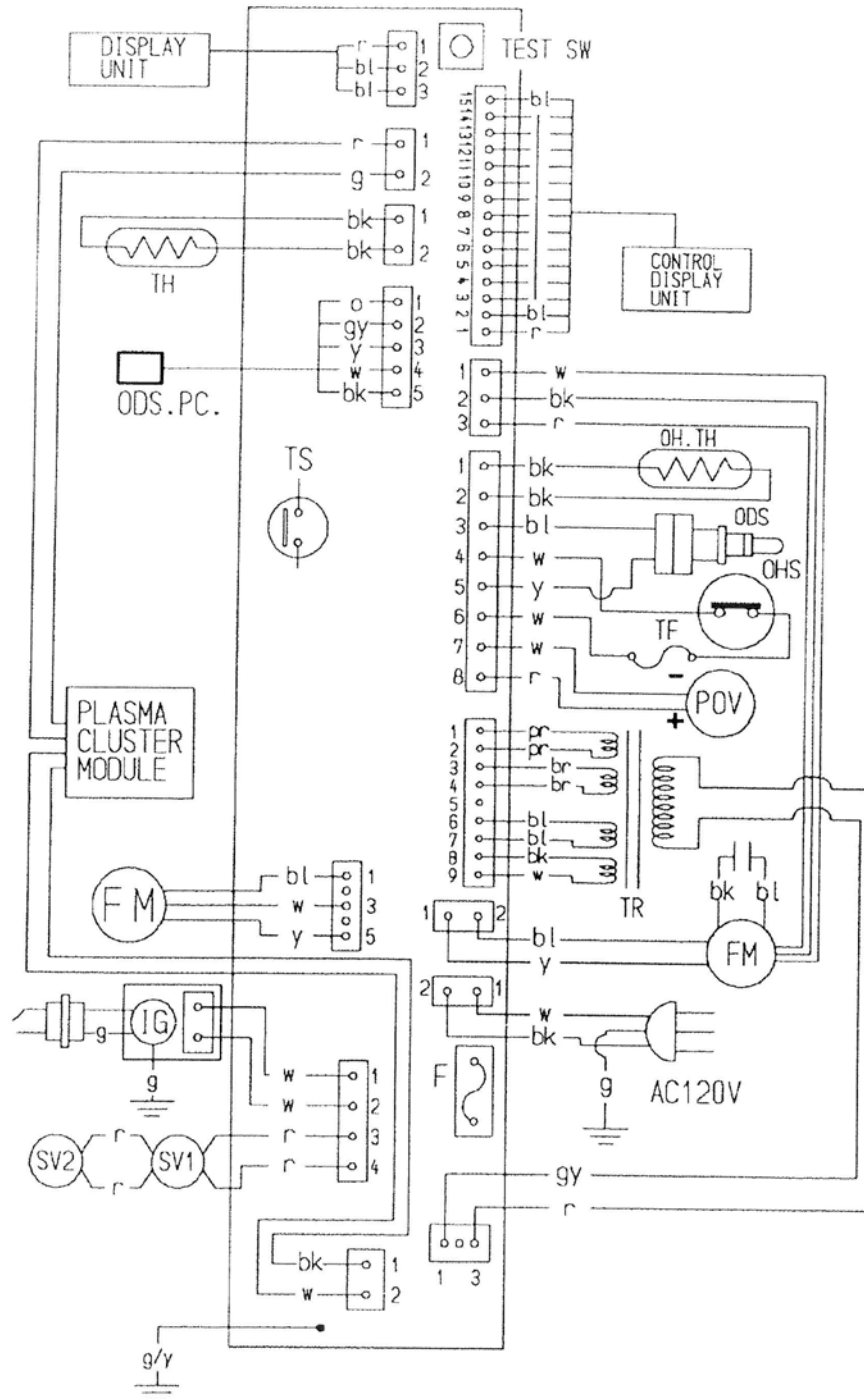 DISPLAY
UNIT
r 1
bl 2
bl 3
TEST SW
r 1
g 2
bk 1
bk 2
TH
o 1
gy 2
y 3
w 4
bk 5
ODS.PC.
TS
15 bl
14
13
12
11
10
9
8
7
6
5
4
3
2 bl
1 r
CONTROL
DISPLAY
UNIT
1 w
2 bk
3 r
OH.TH
1 bk
2 bk
3 bl
4 w
5 y
6 w
7 w
8 r
ODS
OHS
TF
-
+
POV
PLASMA
CLUSTER
MODULE
1 pr
2 pr
3 br
4 br
5
6 bl
7 bl
8 bk
9 w
TR
bk bl
FM
FM
bl 1
w 3
y 5
1 2
bl
y
2 1
w
bk
g
AC120V
F
IG
g
g
w 1
w 2
r 3
r 4
SV2 r SV1
r
gy
r
1 3
bk 1
w 2
g/y